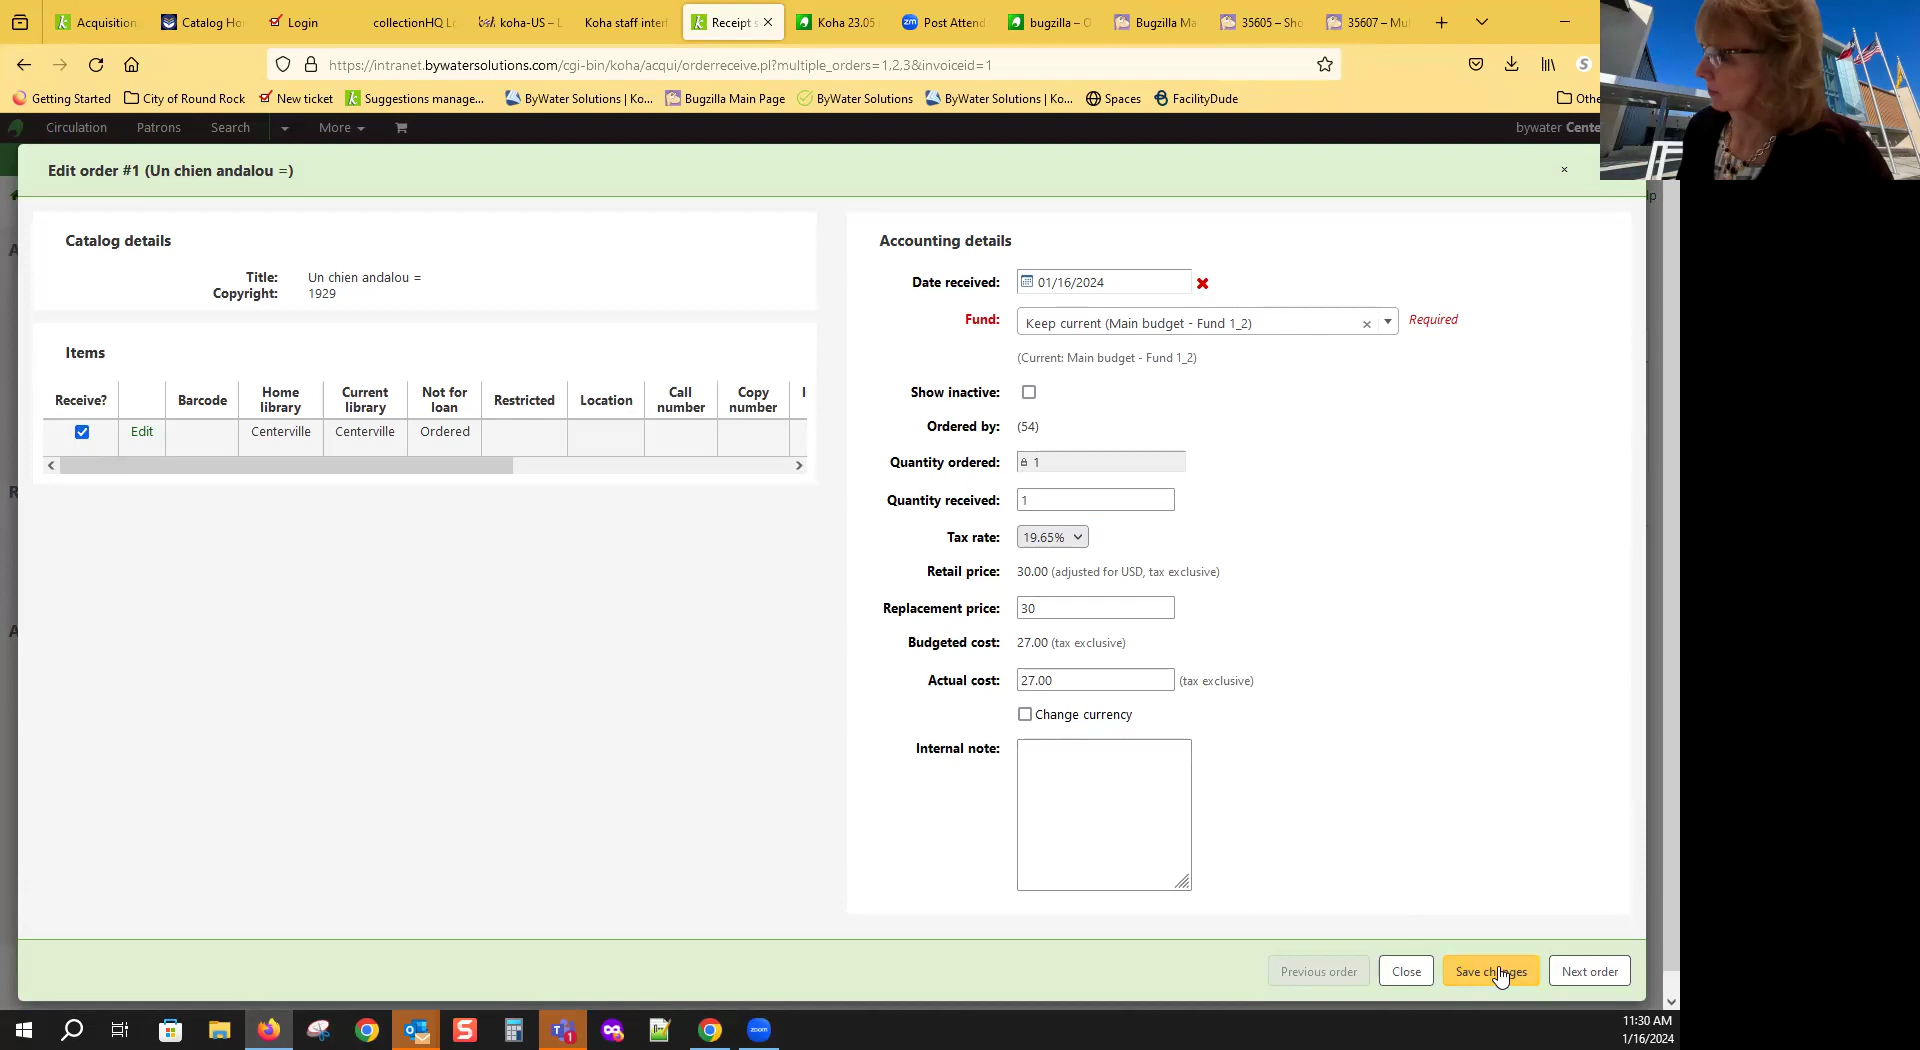 Acquisition
Catalog Ho
Login
collectionHQ L
koha-US – L
Koha staff inter
Receipt s
Koha 23.05
Post Attend
bugzilla – O
Bugzilla Ma
35605 – Sho
35607 – Mul
https://intranet.bywatersolutions.com/cgi-bin/koha/acqui/orderreceive.pl?multiple_orders=1,2,3&invoiceid=1
Getting Started
City of Round Rock
New ticket
Suggestions manage...
ByWater Solutions | Ko...
Bugzilla Main Page
ByWater Solutions
ByWater Solutions | Ko...
Spaces
FacilityDude
Othe
Circulation
Patrons
Search
More
bywater Cente
Edit order #1 (Un chien andalou =)
×
lp
Catalog details
Title: Un chien andalou =
Copyright: 1929
Items
Receive? Barcode Home library Current library Not for loan Restricted Location Call number Copy number I
Edit Centerville Centerville Ordered
Accounting details
Date received: 01/16/2024
Fund: Keep current (Main budget - Fund 1_2) × Required
(Current: Main budget - Fund 1_2)
Show inactive:
Ordered by: (54)
Quantity ordered: 1
Quantity received: 1
Tax rate: 19.65%
Retail price: 30.00 (adjusted for USD, tax exclusive)
Replacement price: 30
Budgeted cost: 27.00 (tax exclusive)
Actual cost: 27.00 (tax exclusive)
Change currency
Internal note:
Previous order
Close
Save changes
Next order
11:30 AM
1/16/2024